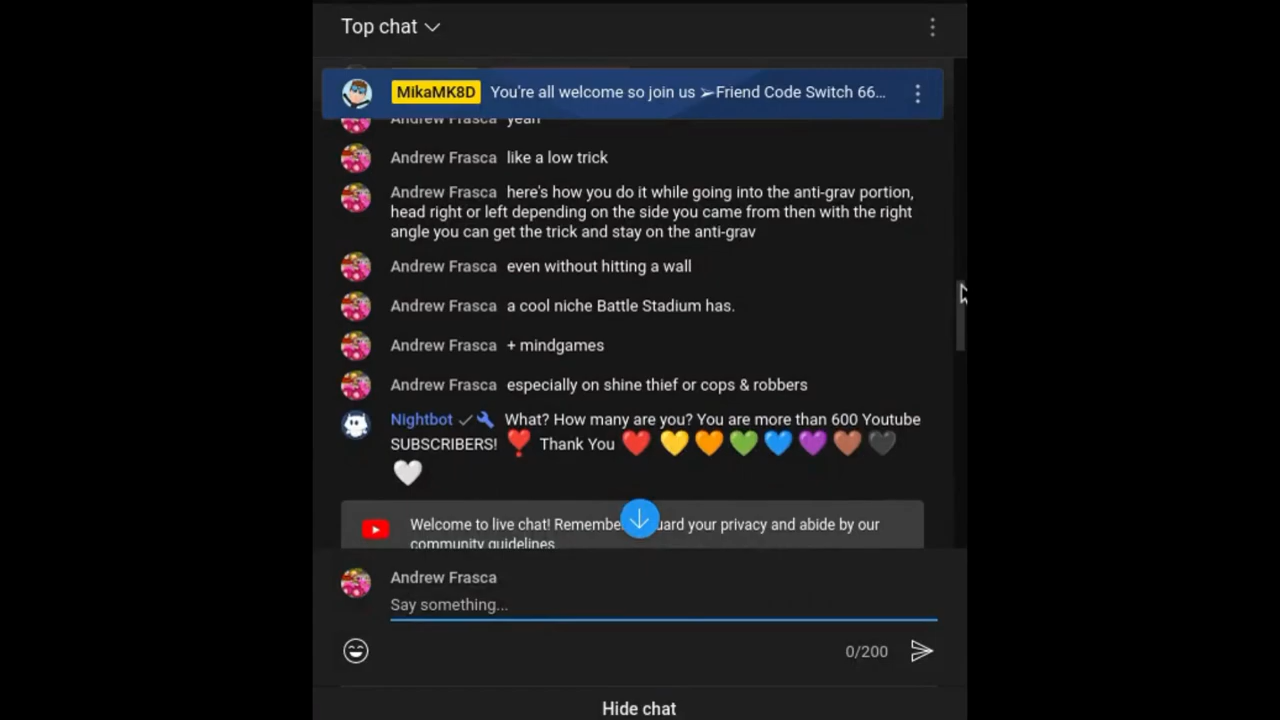 Top chat
MikaMK8D You're all welcome so join us ➢Friend Code Switch 66...
Andrew Frasca yeah
Andrew Frasca like a low trick
Andrew Frasca here's how you do it while going into the anti-grav portion,
head right or left depending on the side you came from then with the right
angle you can get the trick and stay on the anti-grav
Andrew Frasca even without hitting a wall
Andrew Frasca a cool niche Battle Stadium has.
Andrew Frasca + mindgames
Andrew Frasca especially on shine thief or cops & robbers
Nightbot What? How many are you? You are more than 600 Youtube
SUBSCRIBERS! ❣️ Thank You ❤️ 💛 🧡 💚 💙 💜 🤎 🖤
🤍
Welcome to live chat! Remember uard your privacy and abide by our
community guidelines
Andrew Frasca
Say something...
0/200
Hide chat